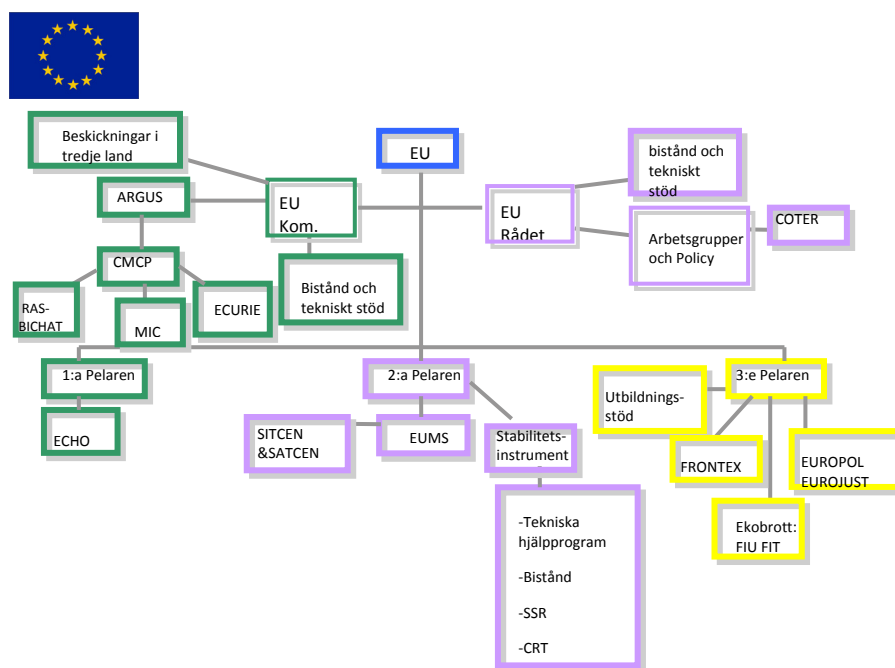 Beskickningar i
tredje land
EU
bistånd och
tekniskt
stöd
ARGUS
EU
Kom.
EU
Rådet
Arbetsgrupper
och Policy
COTER
CMCP
Bistånd och
tekniskt stöd
RAS-
BICHAT
MIC
ECURIE
1:a Pelaren
2:a Pelaren
3:e Pelaren
Utbildnings-
stöd
ECHO
SITCEN
&SATCEN
EUMS
Stabilitets-
instrument
FRONTEX
EUROPOL
EUROJUST
Ekobrott:
FIU FIT
-Tekniska
hjälpprogram
-Bistånd
-SSR
-CRT